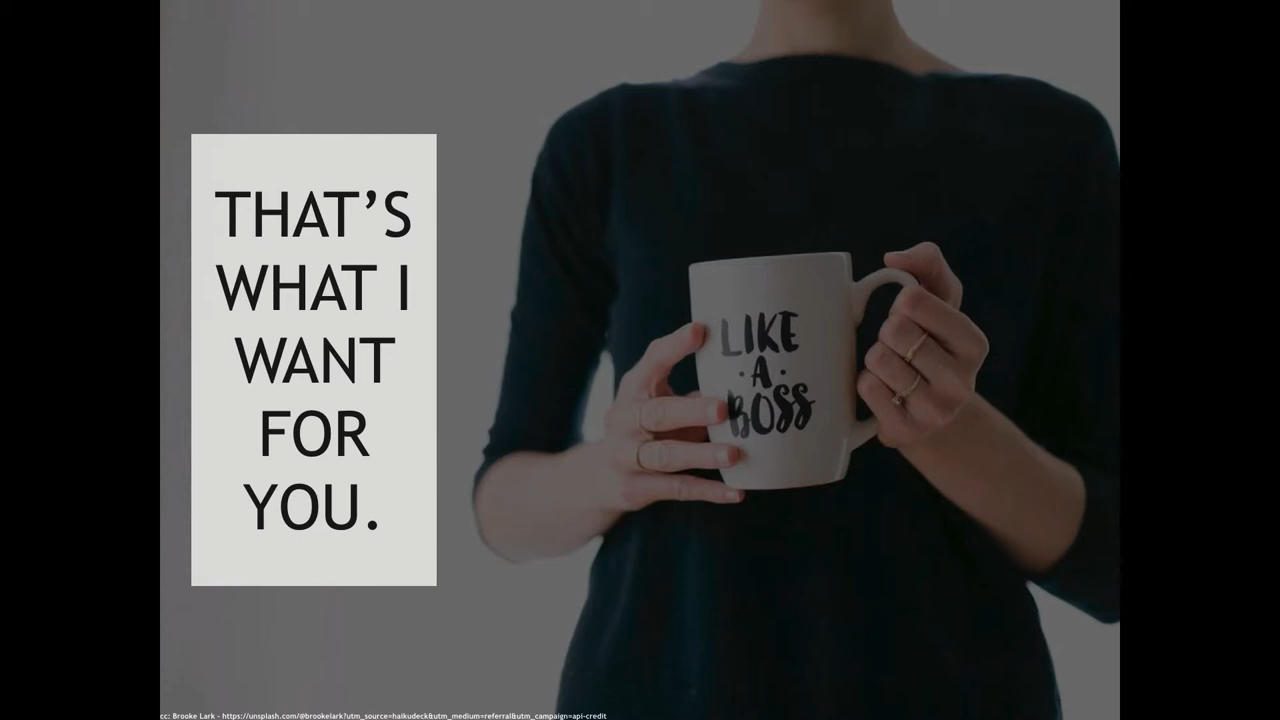 THAT’S
WHAT I
WANT
FOR
YOU.
LIKE
· A ·
BOSS
cc: Brooke Lark - https://unsplash.com/@brookelark?utm_source=haikudeck&utm_medium=referral&utm_campaign=api-credit